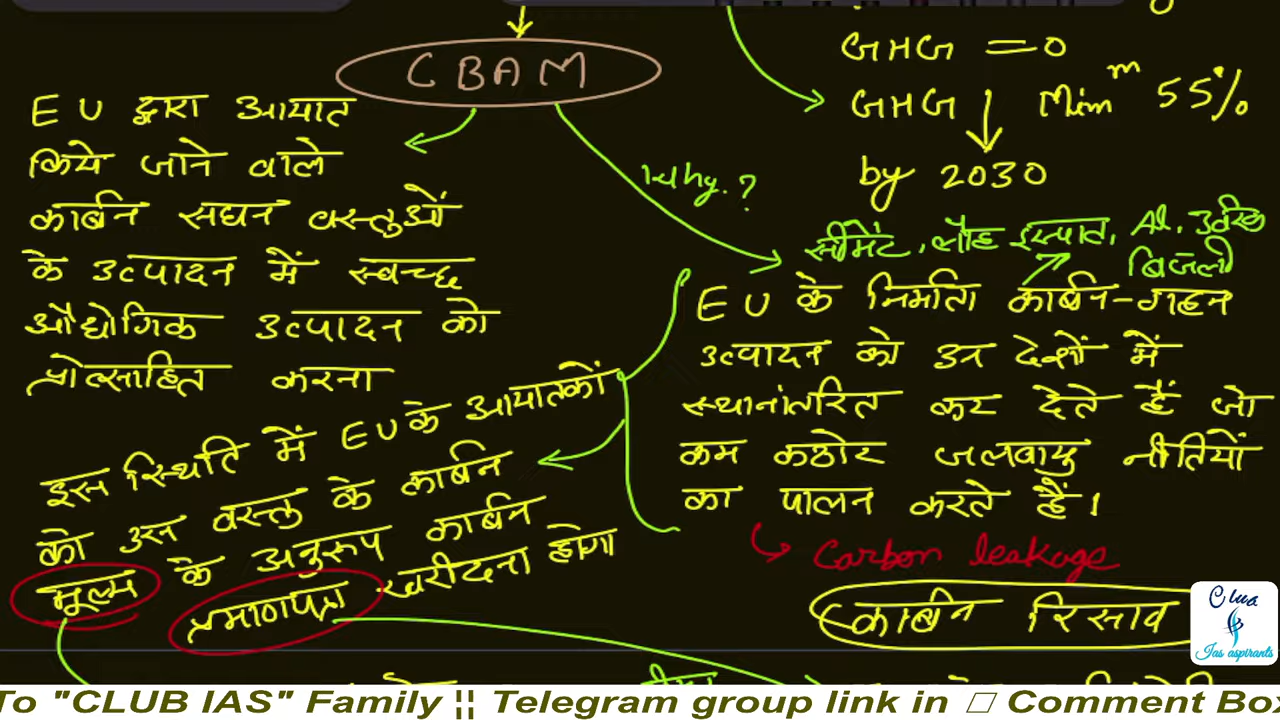 CBAM
EU द्वारा आयात
किये जाने वाले
कार्बन सघन वस्तुओं
के उत्पादन में स्वच्छ
औद्योगिक उत्पादन को
प्रोत्साहित करना
GHG = 0
GHG ↓ Minm 55%
by 2030
Why.?
सीमेंट, लौह इस्पात, Al, उर्वरक
बिजली
EU के निर्माता कार्बन-गहन
उत्पादन को उन देशों में
स्थानांतरित कर देते हैं जो
कम कठोर जलवायु नीतियों
का पालन करते हैं।
Carbon leakage
कार्बन रिसाव
इस स्थिति में EU के आयातकों
को उस वस्तु के कार्बन
मूल्य के अनुरूप कार्बन
प्रमाणपत्र खरीदना होगा
Club
Ias aspirants
To "CLUB IAS" Family ¦¦ Telegram group link in □ Comment Box